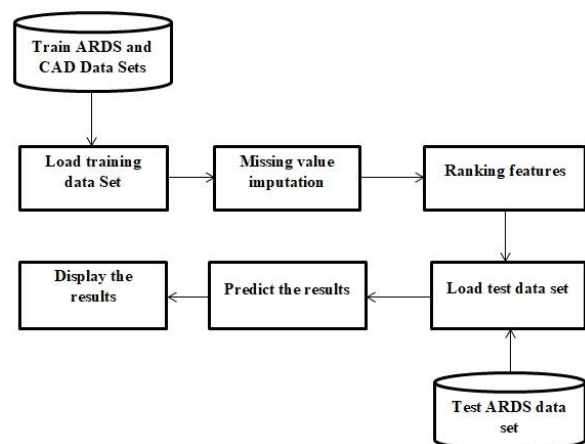 Train ARDS and
CAD Data Sets
Load training
data Set
Missing value
imputation
Ranking features
Display the
results
Predict the results
Load test data set
Test ARDS data
set